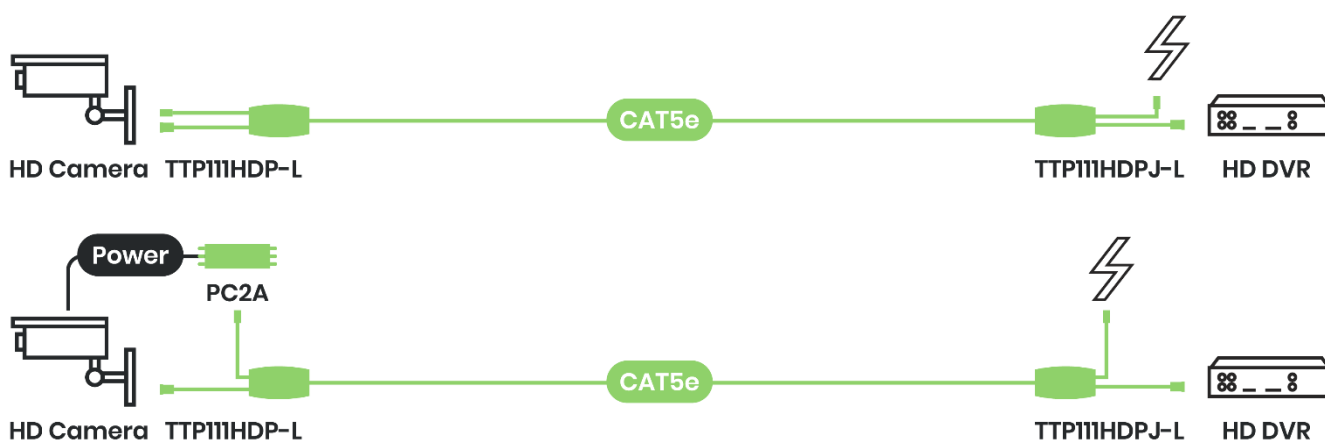 CAT5e
HD Camera TTP111HDP-L TTP111HDPJ-L HD DVR
Power
PC2A
CAT5e
HD Camera TTP111HDP-L TTP111HDPJ-L HD DVR